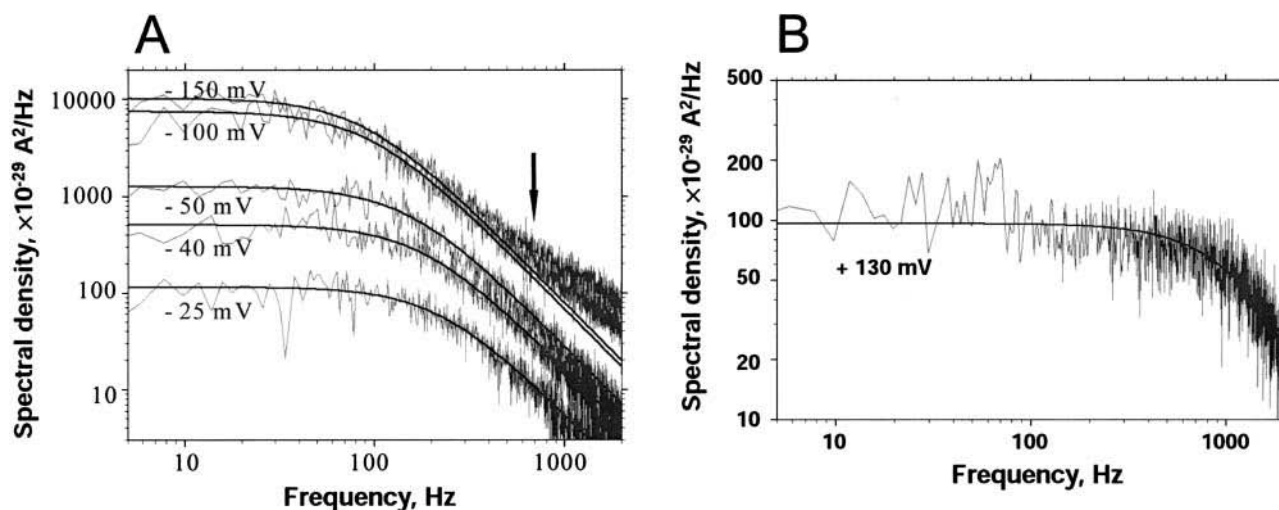 A
Spectral density, ×10⁻²⁹ A²/Hz
10000
1000
100
10
- 150 mV
- 100 mV
- 50 mV
- 40 mV
- 25 mV
10
100
1000
Frequency, Hz
B
Spectral density, ×10⁻²⁹ A²/Hz
500
200
100
50
20
10
+ 130 mV
10
100
1000
Frequency, Hz